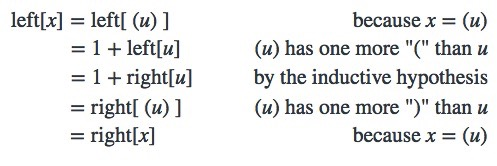 left[x] = left[ (u) ] because x = (u)
= 1 + left[u] (u) has one more "(" than u
= 1 + right[u] by the inductive hypothesis
= right[ (u) ] (u) has one more ")" than u
= right[x] because x = (u)